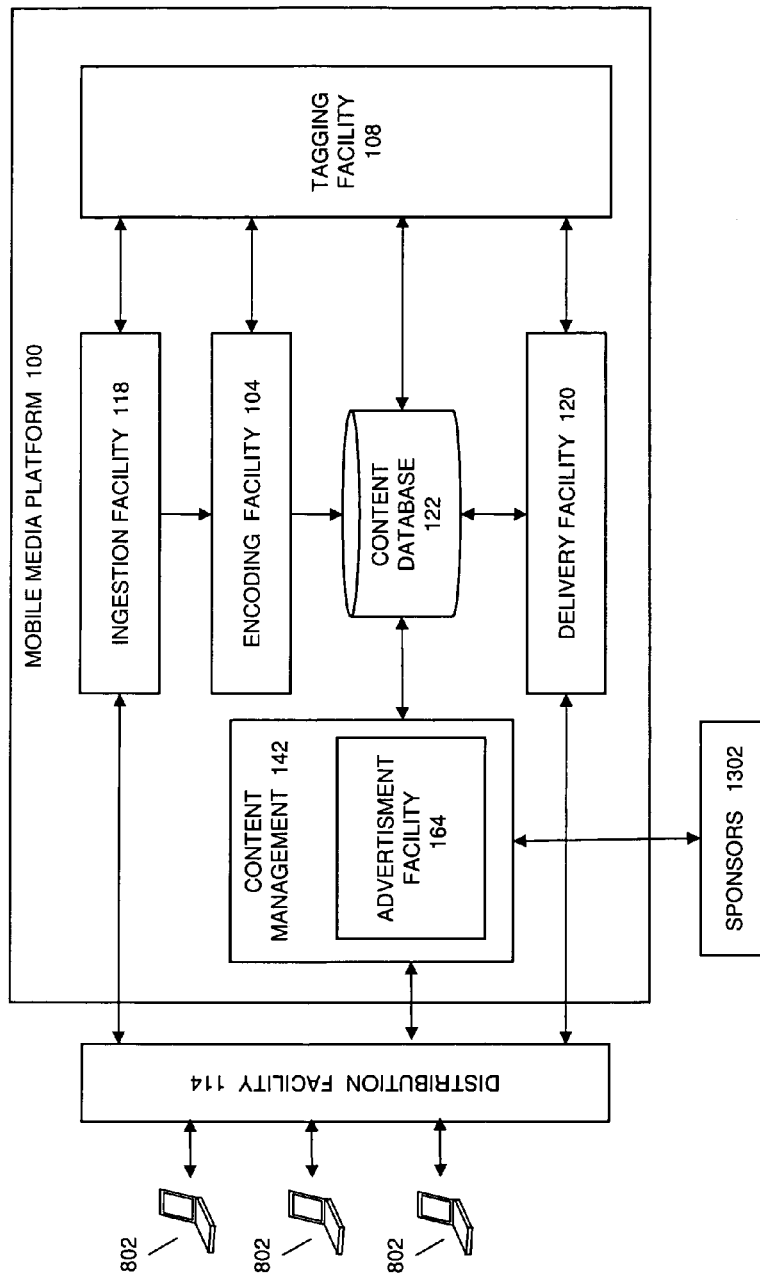 MOBILE MEDIA PLATFORM 100
INGESTION FACILITY 118
ENCODING FACILITY 104
CONTENT
DATABASE
122
DELIVERY FACILITY 120
TAGGING
FACILITY
108
CONTENT
MANAGEMENT 142
ADVERTISMENT
FACILITY
164
SPONSORS 1302
DISTRIBUTION FACILITY 114
802
802
802